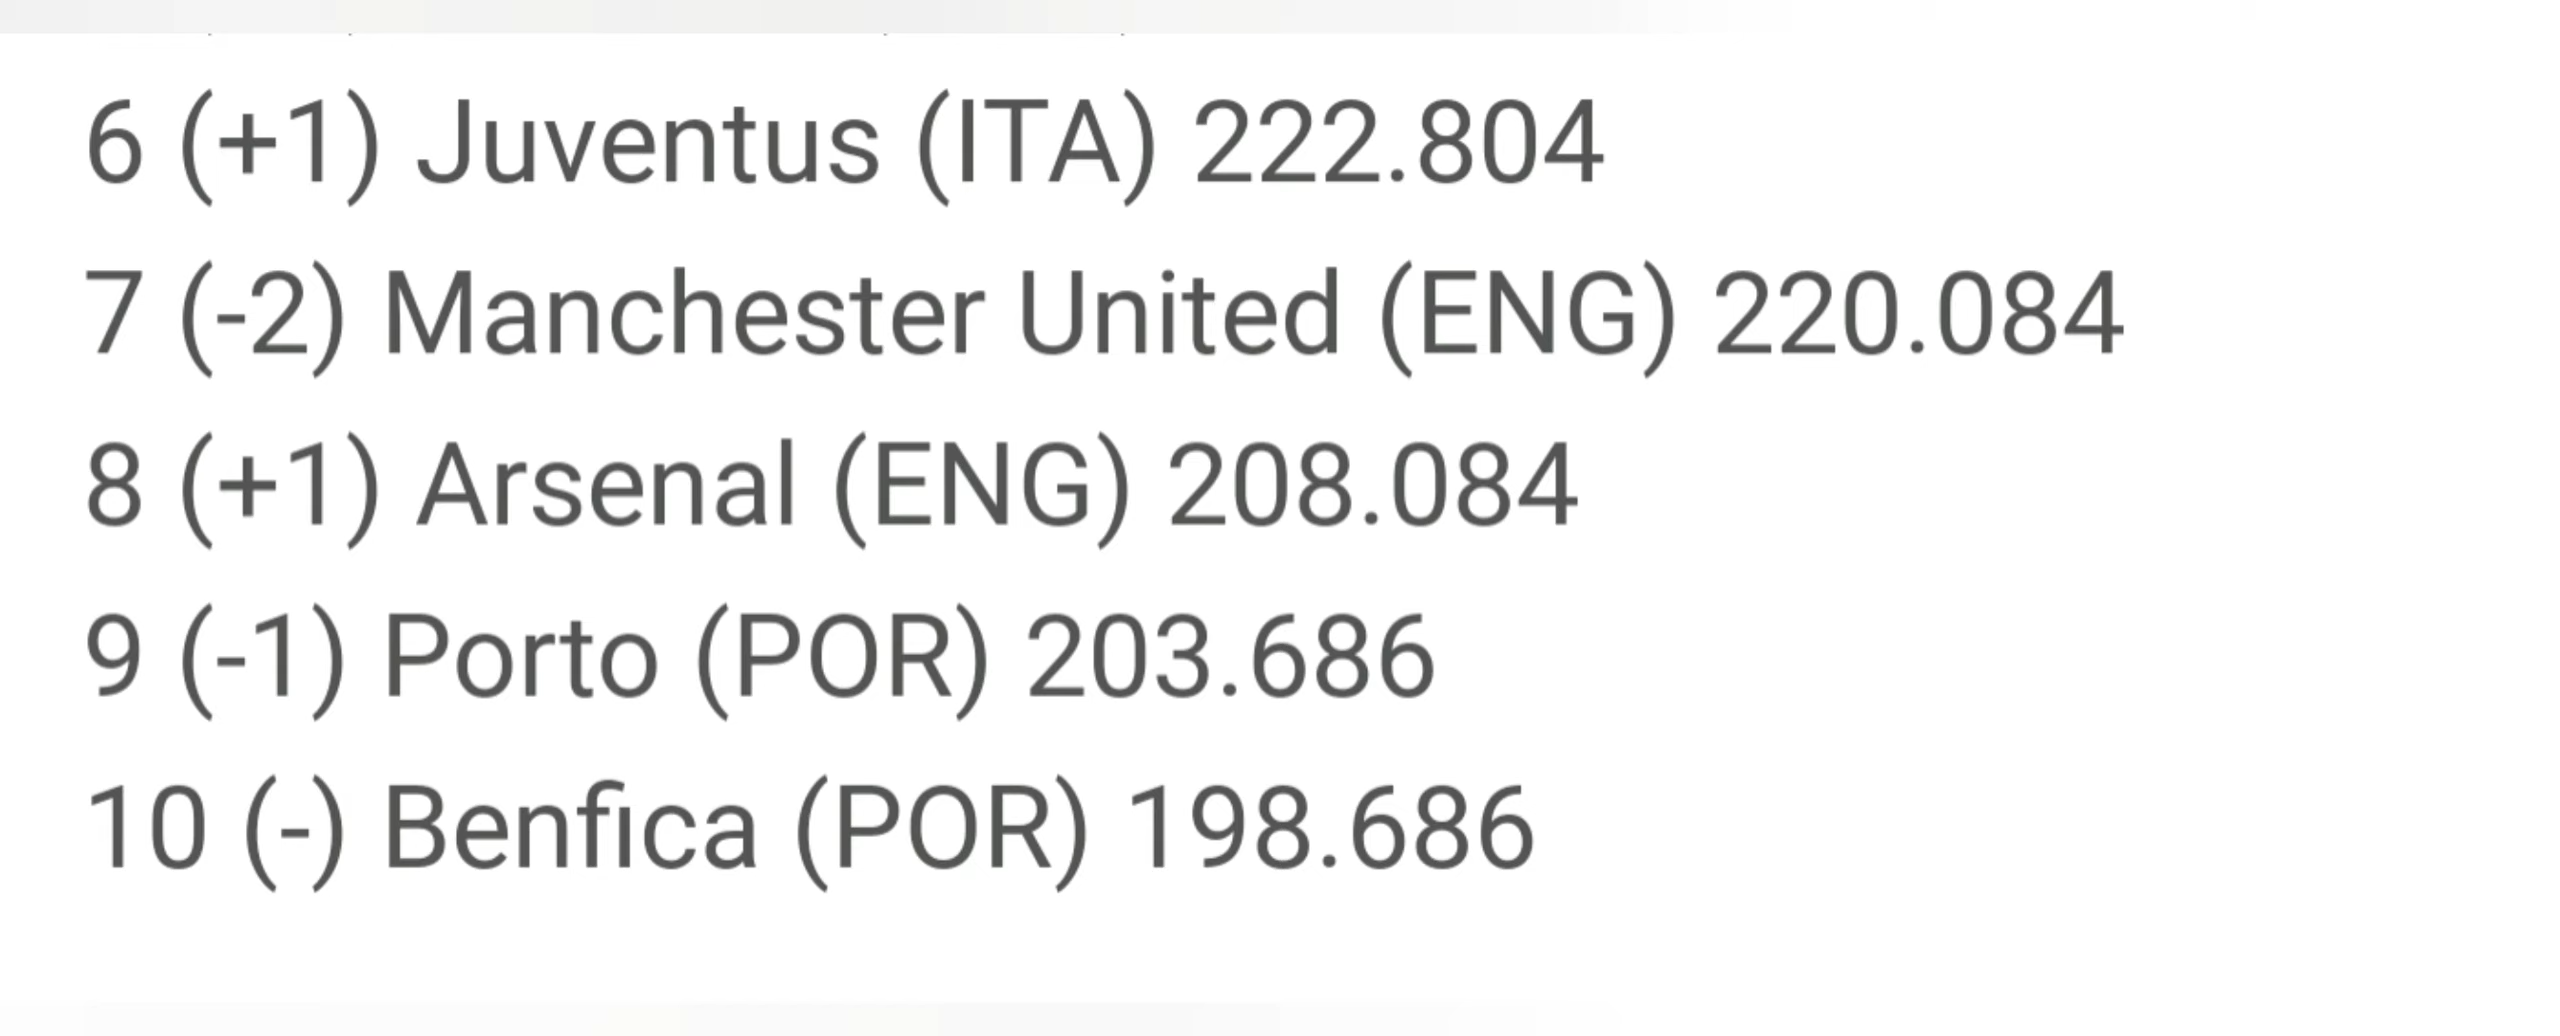 6 (+1) Juventus (ITA) 222.804
7 (-2) Manchester United (ENG) 220.084
8 (+1) Arsenal (ENG) 208.084
9 (-1) Porto (POR) 203.686
10 (-) Benfica (POR) 198.686